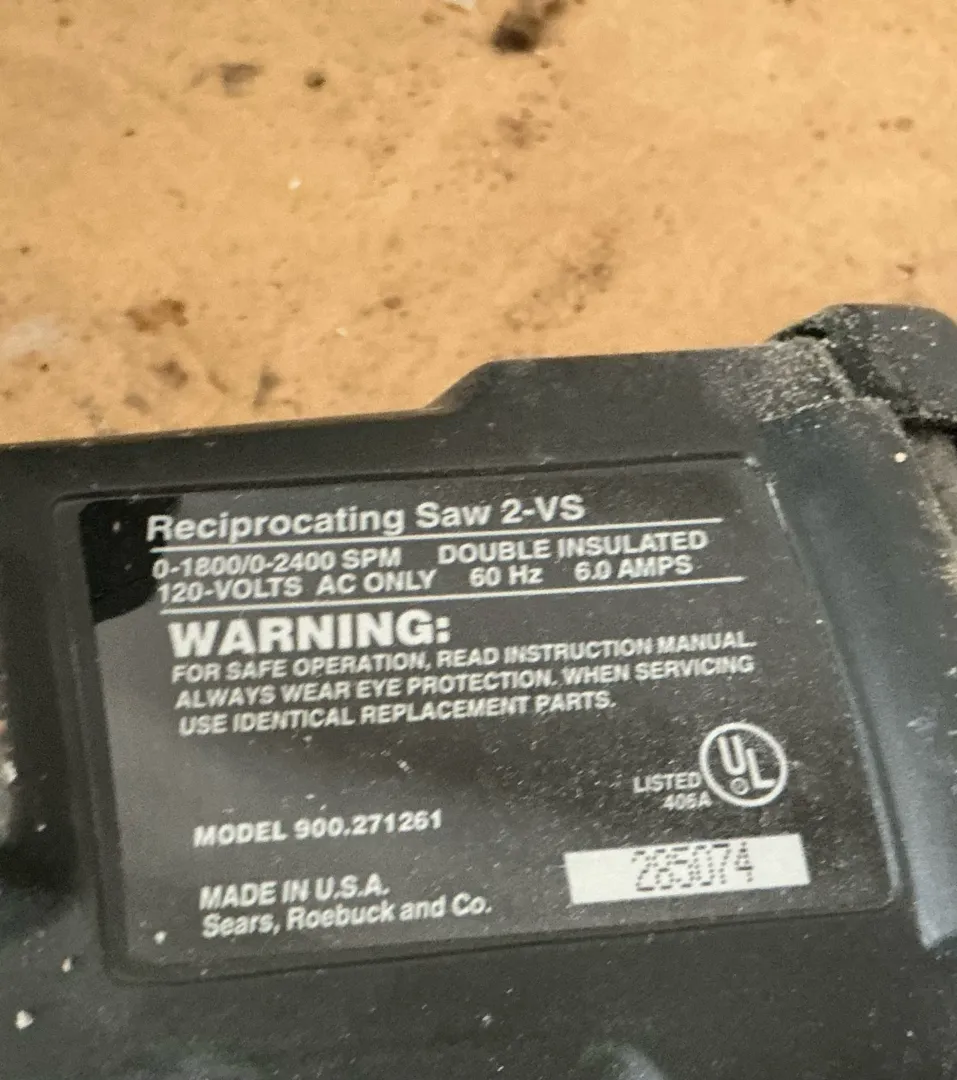 Reciprocating Saw 2-VS
0-1800/0-2400 SPM DOUBLE INSULATED
120-VOLTS AC ONLY 60 Hz 6.0 AMPS
WARNING:
FOR SAFE OPERATION, READ INSTRUCTION MANUAL.
ALWAYS WEAR EYE PROTECTION. WHEN SERVICING
USE IDENTICAL REPLACEMENT PARTS.
UL
LISTED
406A
MODEL 900.271261
285074
MADE IN U.S.A.
Sears, Roebuck and Co.